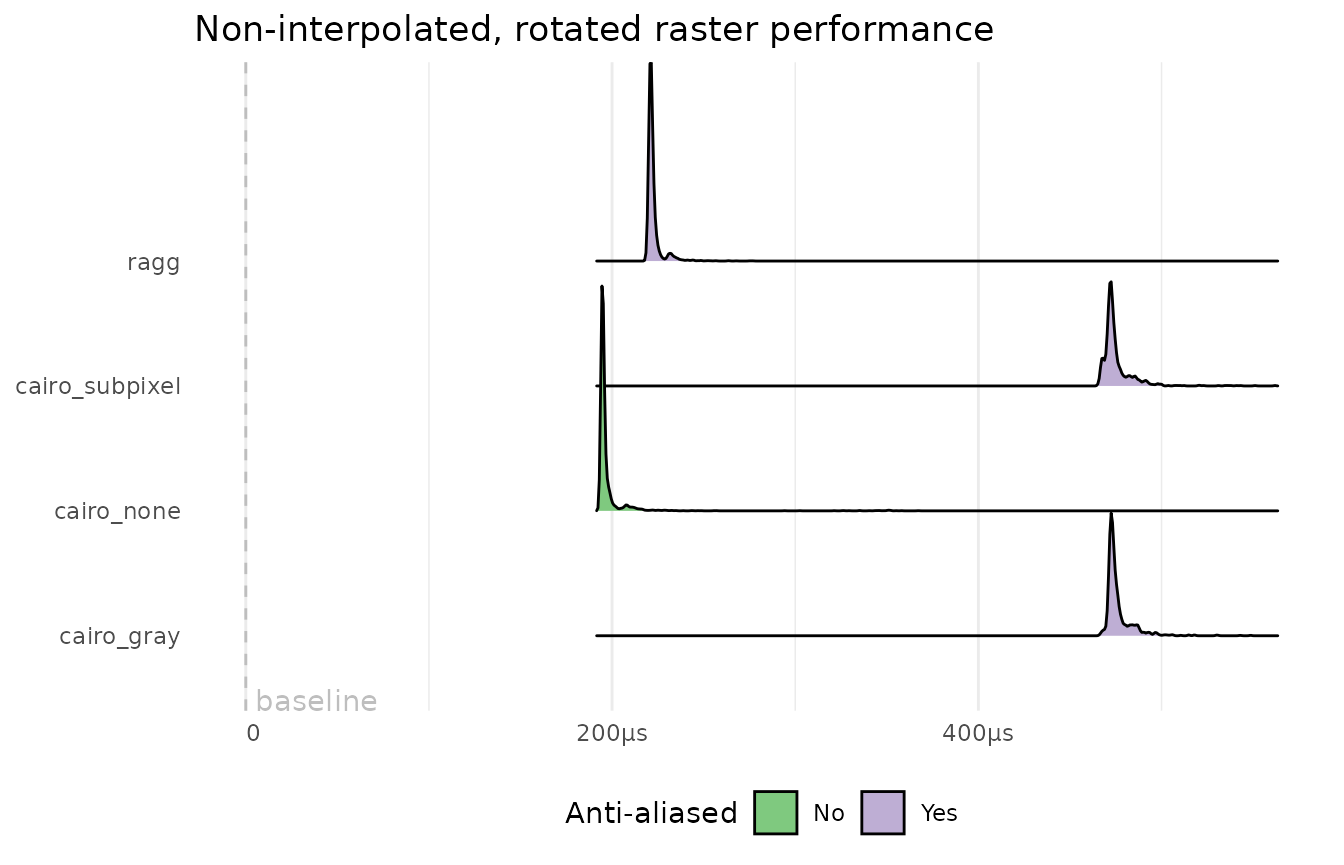 Non-interpolated, rotated raster performance
ragg
cairo_subpixel
cairo_none
cairo_gray
baseline
0 200µs 400µs
Anti-aliased No Yes